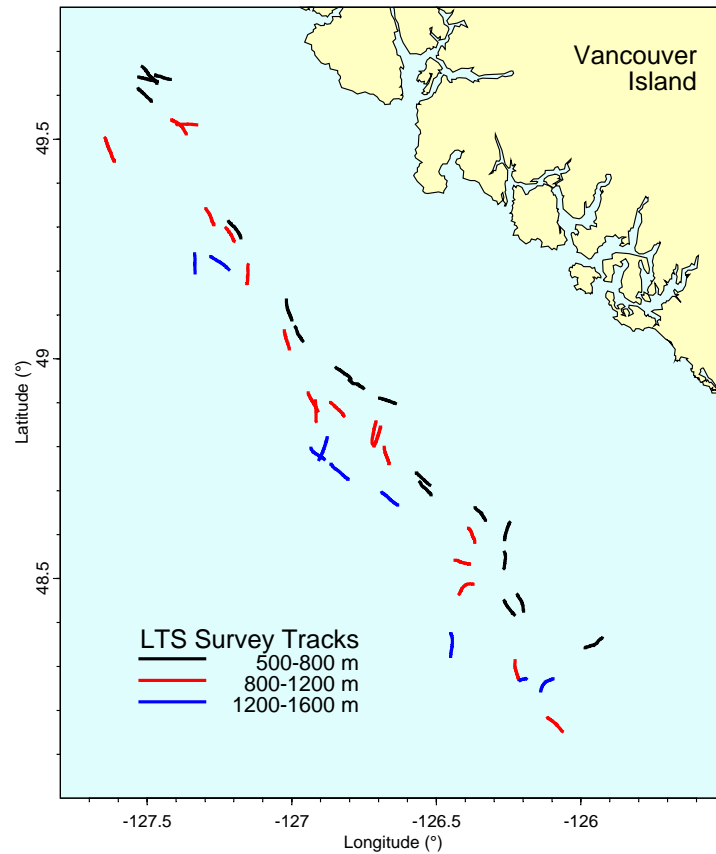 Vancouver
Island
49.5
49
48.5
Latitude (°)
LTS Survey Tracks
500-800 m
800-1200 m
1200-1600 m
-127.5
-127
-126.5
-126
Longitude (°)